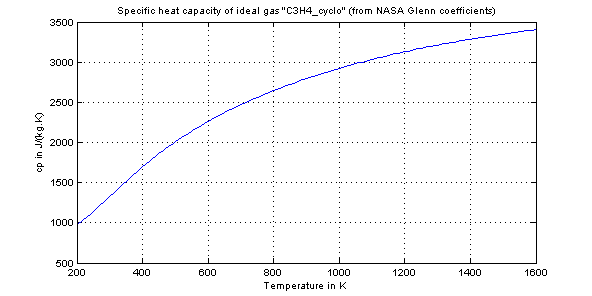 Specific heat capacity of ideal gas "C3H4_cyclo" (from NASA Glenn coefficients)
3500
3000
2500
2000
1500
1000
500
cp in J/(kg.K)
200 400 600 800 1000 1200 1400 1600
Temperature in K